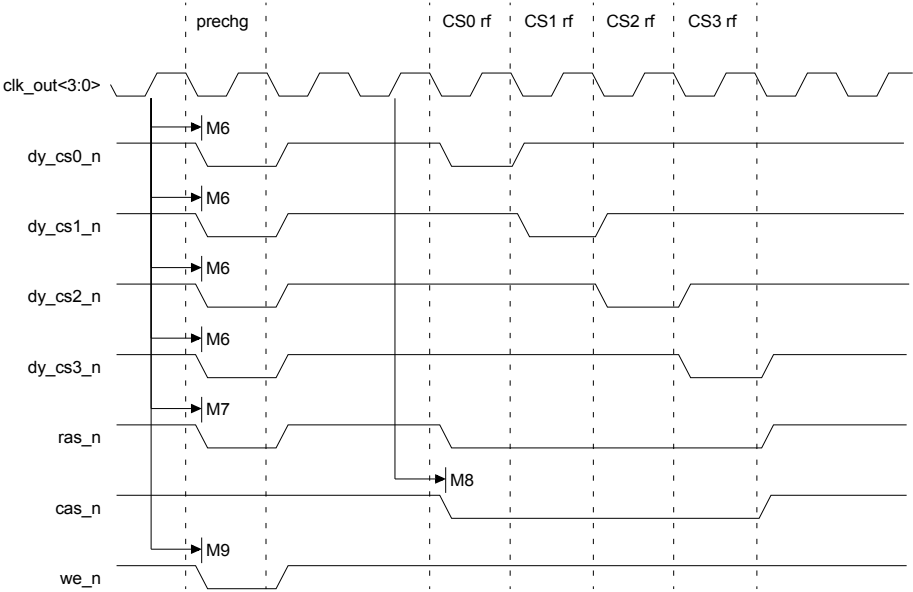 prechg CS0 rf CS1 rf CS2 rf CS3 rf
clk_out<3:0>
M6
dy_cs0_n
M6
dy_cs1_n
M6
dy_cs2_n
M6
dy_cs3_n
M7
ras_n
M8
cas_n
M9
we_n